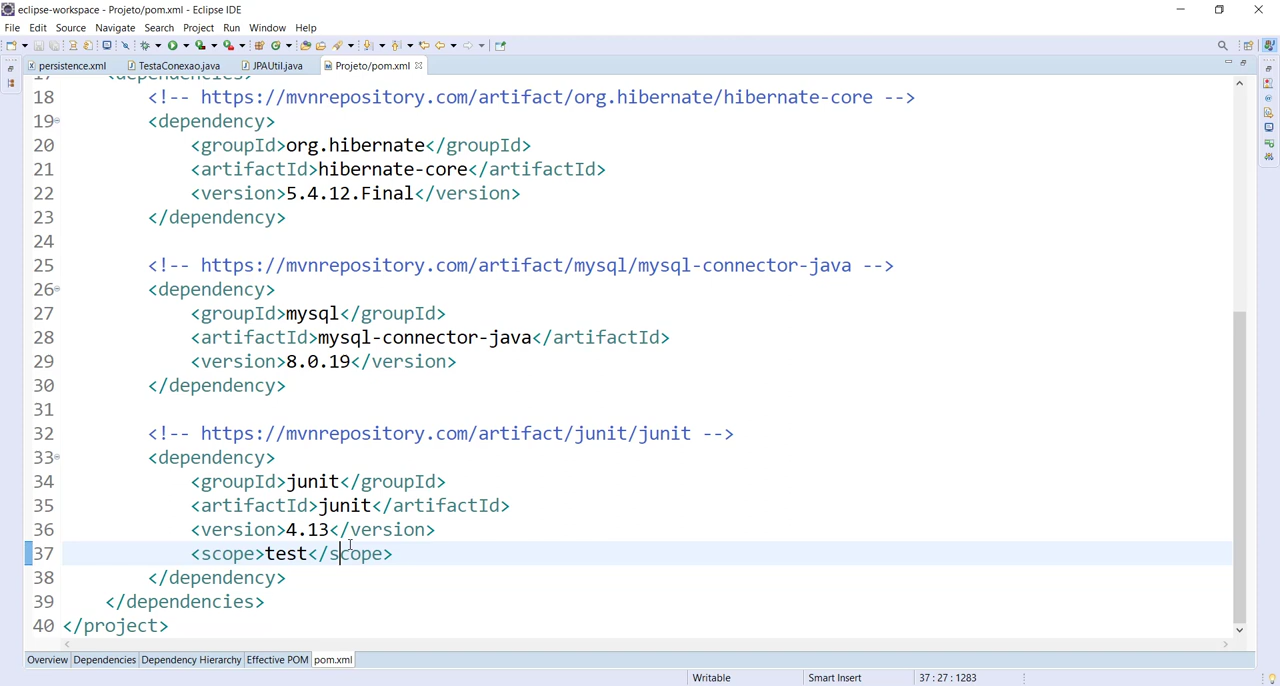 eclipse-workspace - Projeto/pom.xml - Eclipse IDE
File Edit Source Navigate Search Project Run Window Help
persistence.xml TestaConexao.java JPAUtil.java Projeto/pom.xml
17 <dependencies>
18 <!-- https://mvnrepository.com/artifact/org.hibernate/hibernate-core -->
19 <dependency>
20 <groupId>org.hibernate</groupId>
21 <artifactId>hibernate-core</artifactId>
22 <version>5.4.12.Final</version>
23 </dependency>
24
25 <!-- https://mvnrepository.com/artifact/mysql/mysql-connector-java -->
26 <dependency>
27 <groupId>mysql</groupId>
28 <artifactId>mysql-connector-java</artifactId>
29 <version>8.0.19</version>
30 </dependency>
31
32 <!-- https://mvnrepository.com/artifact/junit/junit -->
33 <dependency>
34 <groupId>junit</groupId>
35 <artifactId>junit</artifactId>
36 <version>4.13</version>
37 <scope>test</scope>
38 </dependency>
39 </dependencies>
40 </project>
Overview Dependencies Dependency Hierarchy Effective POM pom.xml
Writable Smart Insert 37 : 27 : 1283